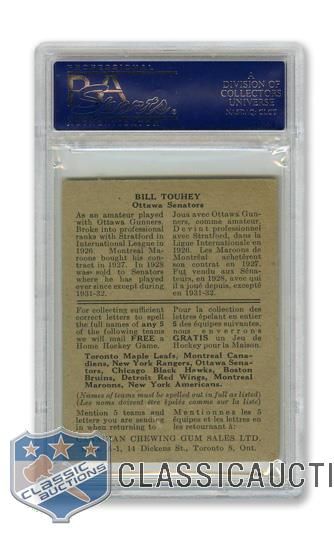 PROFESSIONAL
PSA
Sports
AUTHENTICATION
A
DIVISION OF
COLLECTORS
UNIVERSE
NASDAQ: CLCT
BILL TOUHEY
Ottawa Senators
As an amateur played
with Ottawa Gunners.
Broke into professional
ranks with Stratford in
International League in
1926. Montreal Ma-
roons bought his con-
tract in 1927. In 1928
was sold to Senators
where he has played
ever since except during
1931-32.
Joua avec Ottawa Gun-
ners, comme amateur.
Devint professionnel
avec Stratford, dans la
Ligue Internationale en
1926. Les Maroons de
Montréal achetèrent
son contrat en 1927.
Fut vendu aux Séna-
teurs, en 1928, avec qui
il a joué depuis, excepté
en 1931-32.
For collecting sufficient
correct letters to spell
the full names of any 5
of the following teams
we will mail FREE a
Home Hockey Game.
Pour la collection de
lettres épelant en entier
5 des équipes suivantes,
nous enverrons
GRATIS un Jeu de
Hockey pour la Maison.
Toronto Maple Leafs, Montreal Cana-
diens, New York Rangers, Ottawa Sena-
tors, Chicago Black Hawks, Boston
Bruins, Detroit Red Wings, Montreal
Maroons, New York Americans.
(Names of teams must be spelled out in full as listed)
(Les noms doivent être épelés comme sur la liste)
Mention 5 teams and
letters you are sending
in when returning to
Mentionnez les 5
équipes et lettres en les
retournant à:
CHEWING GUM SALES LTD.
14 Dickens St., Toronto 8, Ont.
CLASSIC
AUCTIONS
CLASSICAUCTI